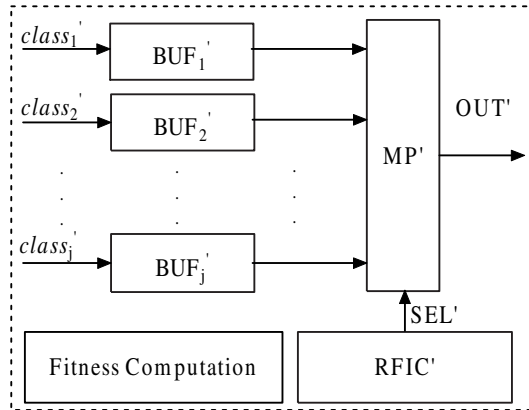 class₁'
BUF₁'
class₂'
BUF₂'
OUT'
MP'
classⱼ'
BUFⱼ'
SEL'
Fitness Computation
RFIC'